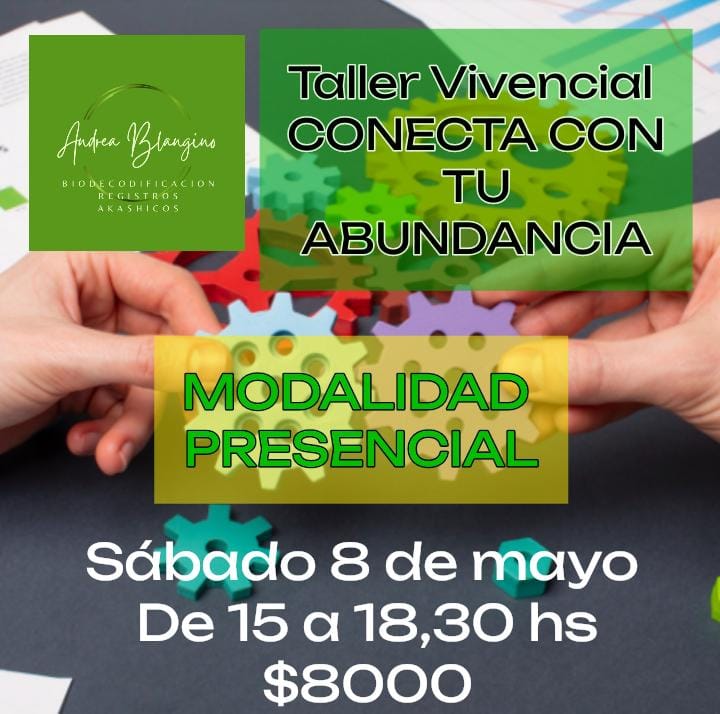 Andrea Blangino
BIODECODIFICACION
REGISTROS
AKASHICOS
Taller Vivencial
CONECTA CON
TU
ABUNDANCIA
MODALIDAD
PRESENCIAL
Sábado 8 de mayo
De 15 a 18,30 hs
$8000